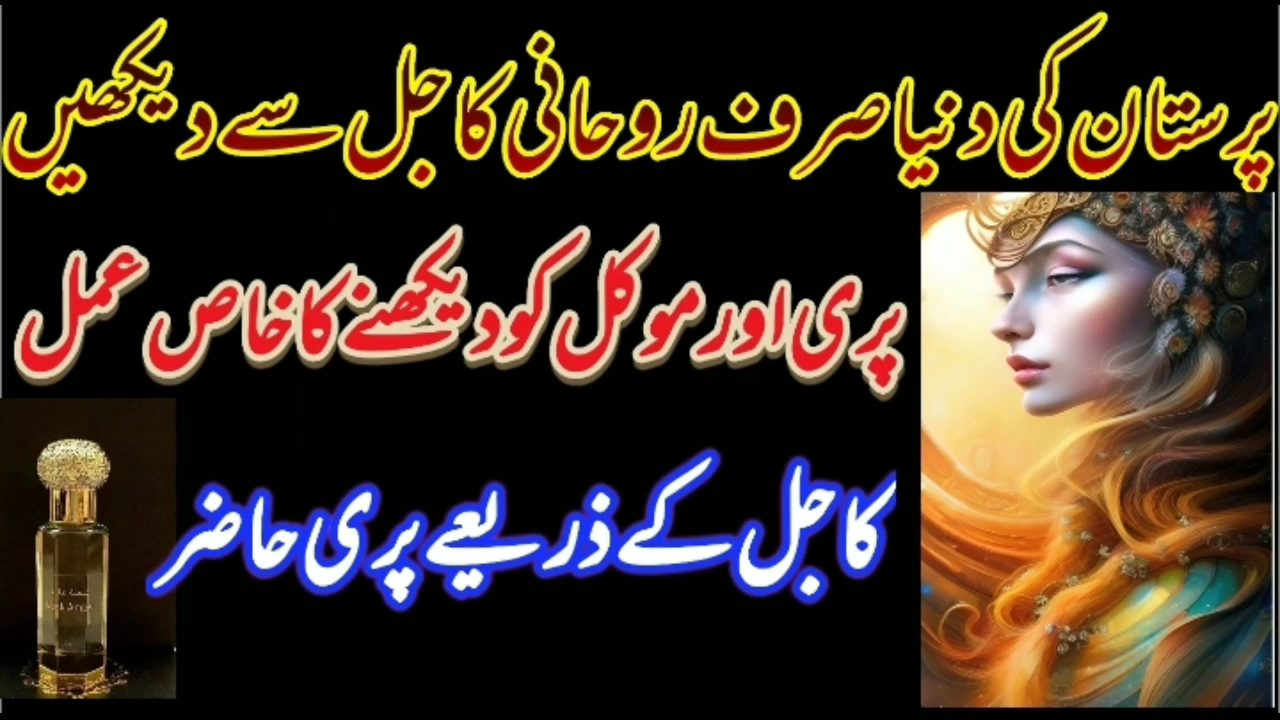 پرستان کی دنیا صرف روحانی کاجل سے دیکھیں
پری اور موکل کو دیکھنے کا خاص عمل
کاجل کے ذریعے پری حاضر